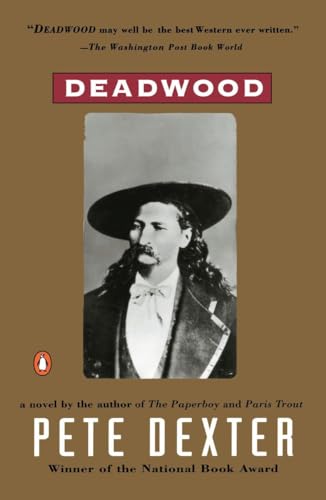 “DEADWOOD may well be the best Western ever written.”
—The Washington Post Book World
DEADWOOD
a novel by the author of The Paperboy and Paris Trout
PETE DEXTER
Winner of the National Book Award